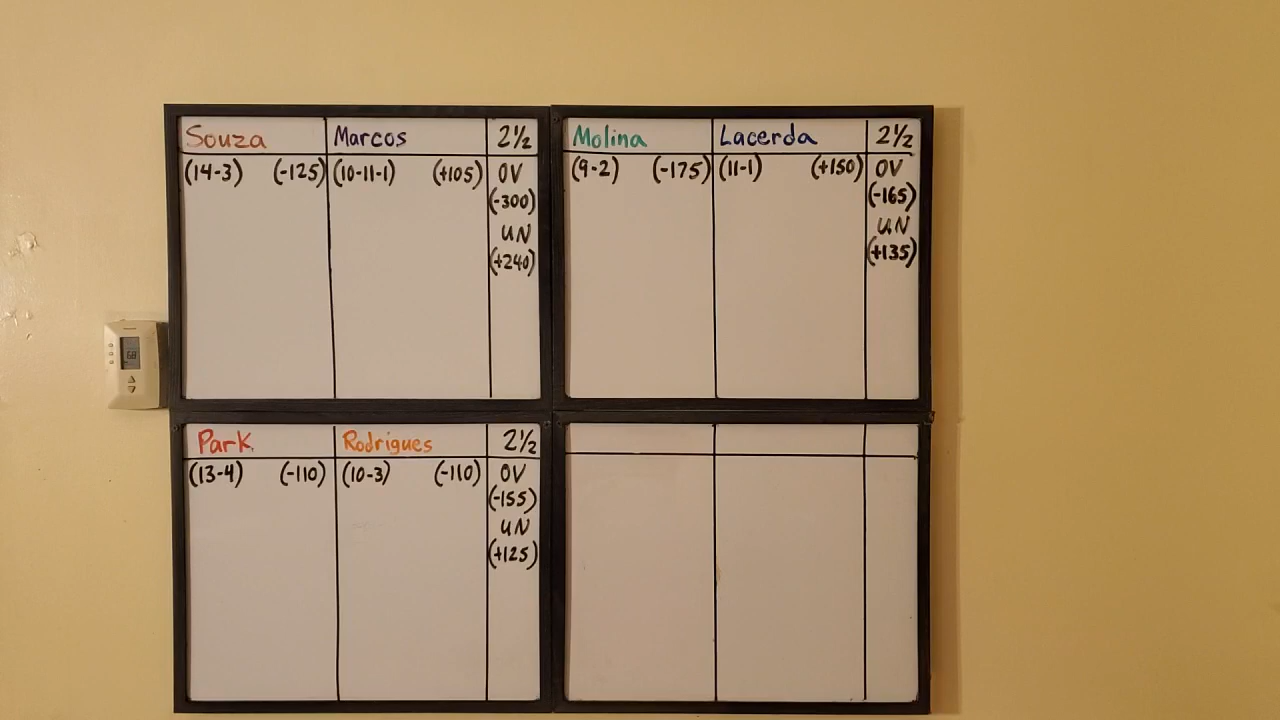 Souza Marcos 2½
(14-3) (-125) (10-11-1) (+105) OV
(-300)
UN
(+240)
Molina Lacerda 2½
(9-2) (-175) (11-1) (+150) OV
(-165)
UN
(+135)
Park Rodrigues 2½
(13-4) (-110) (10-3) (-110) OV
(-155)
UN
(+125)
68